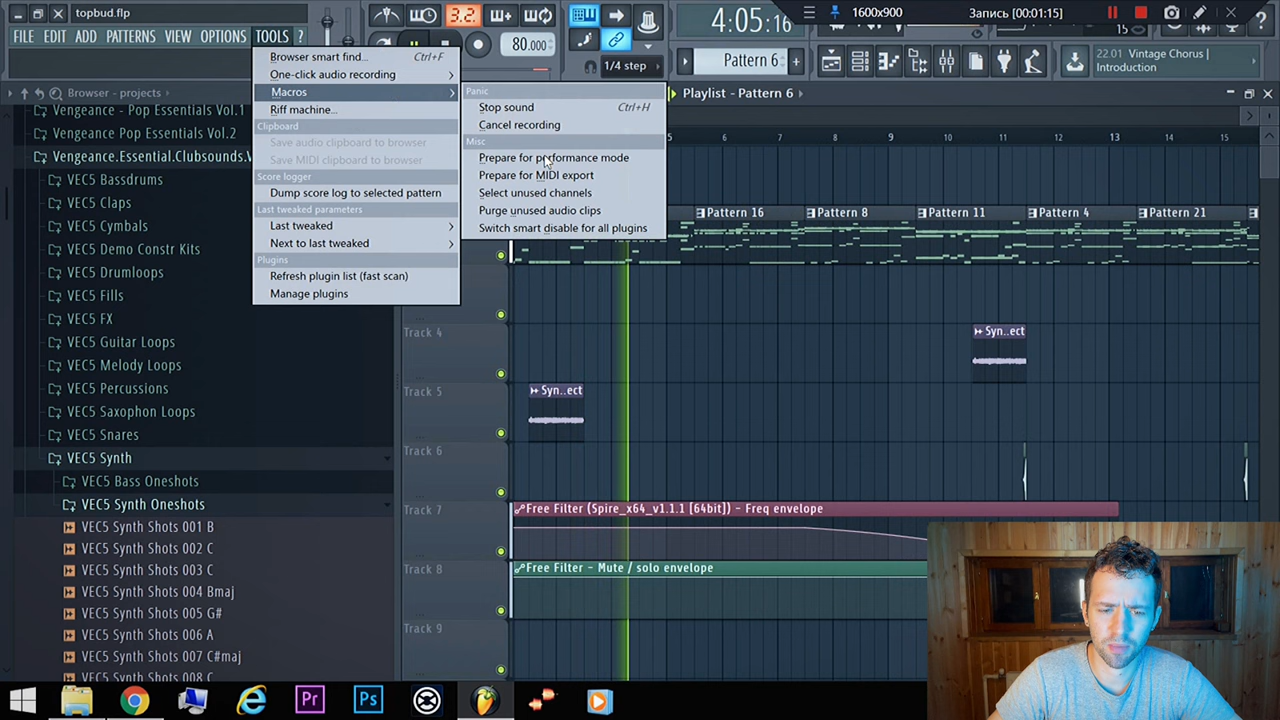 topbud.flp
3.2.
4:05:16
1600x900
Запись [00:01:15]
15
FILE EDIT ADD PATTERNS VIEW OPTIONS TOOLS ?
80.000
1/4 step
Pattern 6
22.01 Vintage Chorus |
Introduction
Browser - projects
Playlist - Pattern 6
Browser smart find... Ctrl+F
One-click audio recording
Macros
Riff machine...
Clipboard
Save audio clipboard to browser
Save MIDI clipboard to browser
Score logger
Dump score log to selected pattern
Last tweaked parameters
Last tweaked
Next to last tweaked
Plugins
Refresh plugin list (fast scan)
Manage plugins
Panic
Stop sound Ctrl+H
Cancel recording
Misc
Prepare for performance mode
Prepare for MIDI export
Select unused channels
Purge unused audio clips
Switch smart disable for all plugins
Vengeance - Pop Essentials Vol.1
Vengeance Pop Essentials Vol.2
Vengeance.Essential.Clubsounds.V
VEC5 Bassdrums
VEC5 Claps
VEC5 Cymbals
VEC5 Demo Constr Kits
VEC5 Drumloops
VEC5 Fills
VEC5 FX
VEC5 Guitar Loops
VEC5 Melody Loops
VEC5 Percussions
VEC5 Saxophon Loops
VEC5 Snares
VEC5 Synth
VEC5 Bass Oneshots
VEC5 Synth Oneshots
VEC5 Synth Shots 001 B
VEC5 Synth Shots 002 C
VEC5 Synth Shots 003 C
VEC5 Synth Shots 004 Bmaj
VEC5 Synth Shots 005 G#
VEC5 Synth Shots 006 A
VEC5 Synth Shots 007 C#maj
VEC5 Synth Shots 008 C
5 6 7 8 9 10 11 12 13 14 15
Pattern 16 Pattern 8 Pattern 11 Pattern 4 Pattern 21
Track 4
Syn..ect
Track 5
Syn..ect
Track 6
Track 7
Free Filter (Spire_x64_v1.1.1 [64bit]) - Freq envelope
Track 8
Free Filter - Mute / solo envelope
Track 9
Pr
Ps